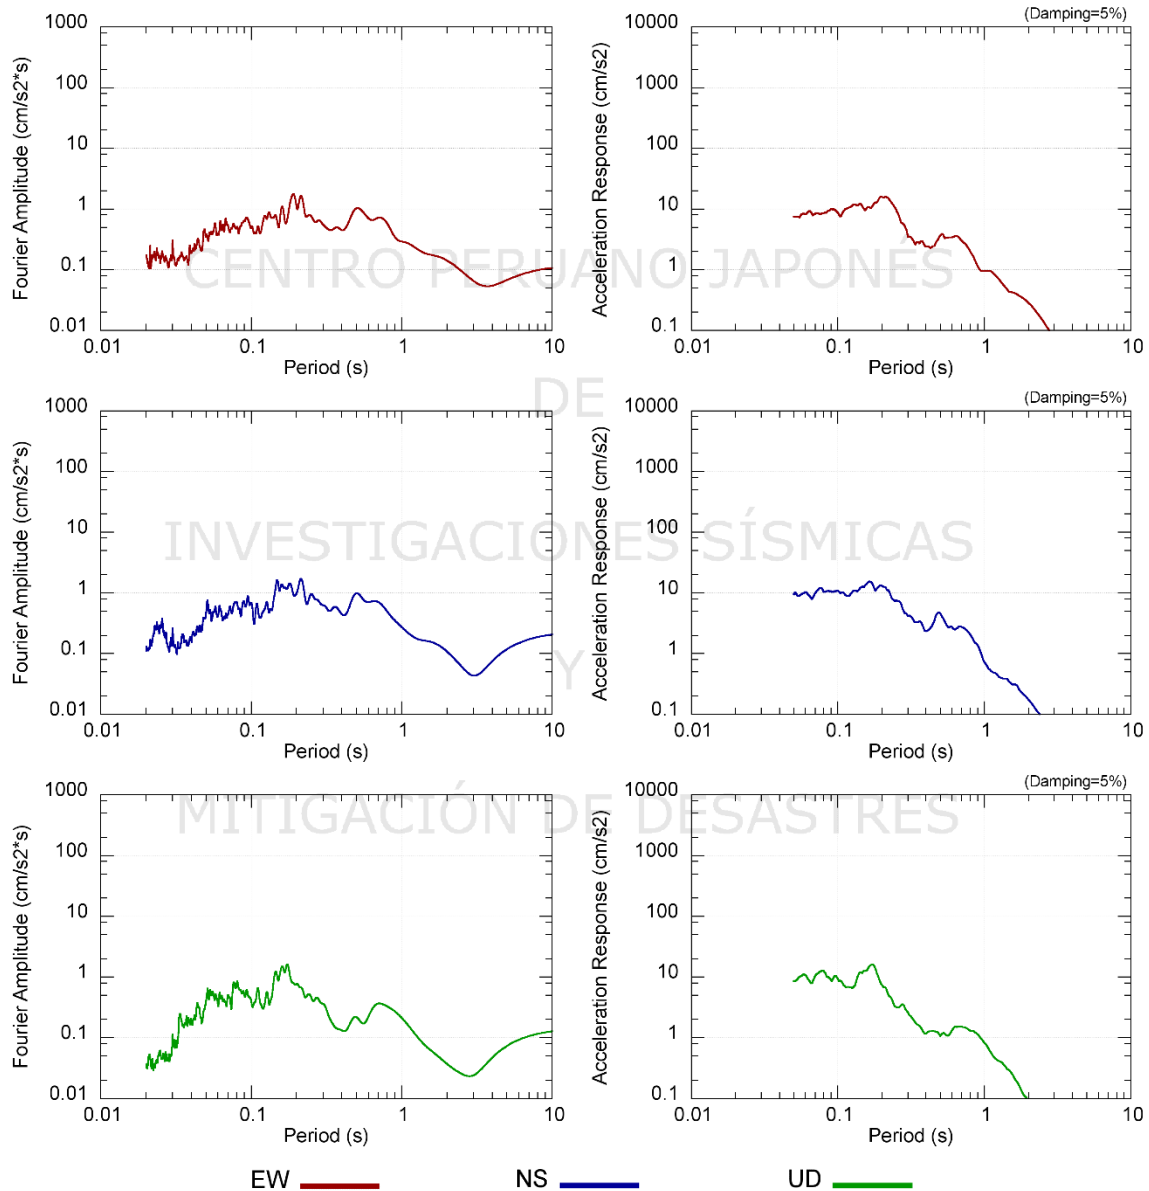 (Damping=5%)
1000
100
10
1
0.1
0.01
Fourier Amplitude (cm/s2*s)
0.01
0.1
1
10
Period (s)
10000
1000
100
10
1
0.1
Acceleration Response (cm/s2)
0.01
0.1
1
10
Period (s)
CENTRO PERUANO JAPONÉS
DE
(Damping=5%)
1000
100
10
1
0.1
0.01
Fourier Amplitude (cm/s2*s)
0.01
0.1
1
10
Period (s)
10000
1000
100
10
1
0.1
Acceleration Response (cm/s2)
0.01
0.1
1
10
Period (s)
INVESTIGACIONES SÍSMICAS
Y
(Damping=5%)
1000
100
10
1
0.1
0.01
Fourier Amplitude (cm/s2*s)
0.01
0.1
1
10
Period (s)
10000
1000
100
10
1
0.1
Acceleration Response (cm/s2)
0.01
0.1
1
10
Period (s)
MITIGACIÓN DE DESASTRES
EW NS UD